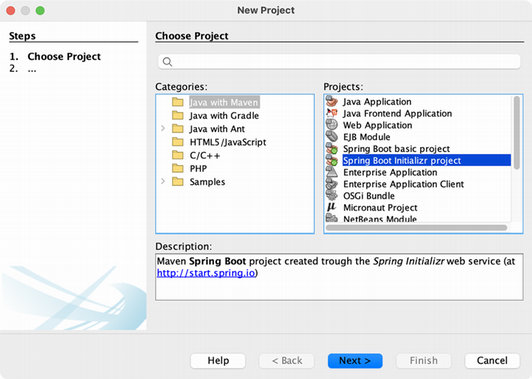 New Project
Steps
1. Choose Project
2. ...
Choose Project
Categories:
Java with Maven
Java with Gradle
Java with Ant
HTML5/JavaScript
C/C++
PHP
Samples
Projects:
Java Application
Java Frontend Application
Web Application
EJB Module
Spring Boot basic project
Spring Boot Initializr project
Enterprise Application
Enterprise Application Client
OSGi Bundle
Micronaut Project
NetBeans Module
Description:
Maven Spring Boot project created trough the Spring Initializr web service (at
http://start.spring.io)
Help
< Back
Next >
Finish
Cancel